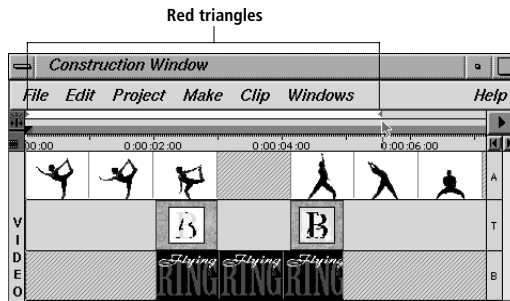 Red triangles
Construction Window
File Edit Project Make Clip Windows Help
00:00 0:00:02:00 0:00:04:00 0:00:06:00
A
B B
T
VIDEO
Flying Flying Flying
RING RING RING
B